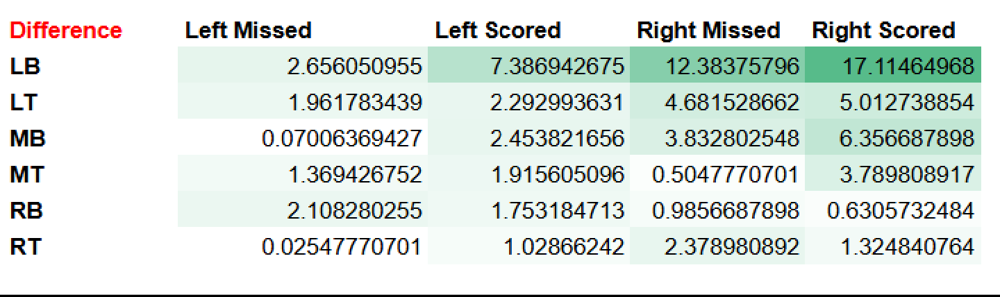 Difference Left Missed Left Scored Right Missed Right Scored
LB 2.656050955 7.386942675 12.38375796 17.11464968
LT 1.961783439 2.292993631 4.681528662 5.012738854
MB 0.07006369427 2.453821656 3.832802548 6.356687898
MT 1.369426752 1.915605096 0.5047770701 3.789808917
RB 2.108280255 1.753184713 0.9856687898 0.6305732484
RT 0.02547770701 1.02866242 2.378980892 1.324840764